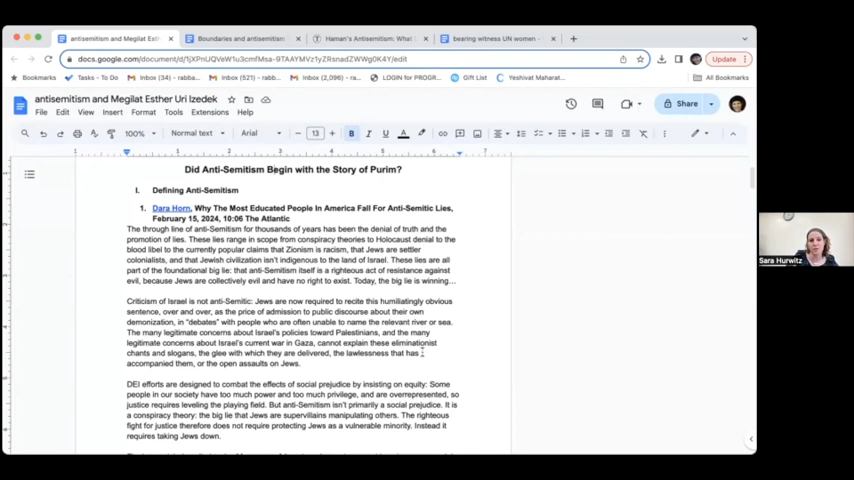 antisemitism and Megilat Esthe
Boundaries and antisemitism
Haman's Antisemitism: What
bearing witness UN women -
docs.google.com/document/d/1jXPnUQVeW1u3cmfMsa-9TAAYMVz1yZRsnadZWWg0K4Y/edit
Update
Bookmarks
Tasks - To Do
Inbox (34) - rabba...
Inbox (521) - rabb...
Inbox (2,096) - rab...
LOGIN for PROGR...
Gift List
Yeshivat Maharat...
All Bookmarks
antisemitism and Megilat Esther Uri Izedek
File Edit View Insert Format Tools Extensions Help
Share
100%
Normal text
Arial
13
B I U A
Did Anti-Semitism Begin with the Story of Purim?
I. Defining Anti-Semitism
1. Dara Horn, Why The Most Educated People In America Fall For Anti-Semitic Lies,
February 15, 2024, 10:06 The Atlantic
The through line of anti-Semitism for thousands of years has been the denial of truth and the
promotion of lies. These lies range in scope from conspiracy theories to Holocaust denial to the
blood libel to the currently popular claims that Zionism is racism, that Jews are settler
colonialists, and that Jewish civilization isn't indigenous to the land of Israel. These lies are all
part of the foundational big lie: that anti-Semitism itself is a righteous act of resistance against
evil, because Jews are collectively evil and have no right to exist. Today, the big lie is winning...
Criticism of Israel is not anti-Semitic: Jews are now required to recite this humiliatingly obvious
sentence, over and over, as the price of admission to public discourse about their own
demonization, in "debates" with people who are often unable to name the relevant river or sea.
The many legitimate concerns about Israel's policies toward Palestinians, and the many
legitimate concerns about Israel's current war in Gaza, cannot explain these eliminationist
chants and slogans, the glee with which they are delivered, the lawlessness that has
accompanied them, or the open assaults on Jews.
DEI efforts are designed to combat the effects of social prejudice by insisting on equity: Some
people in our society have too much power and too much privilege, and are overrepresented, so
justice requires leveling the playing field. But anti-Semitism isn't primarily a social prejudice. It is
a conspiracy theory: the big lie that Jews are supervillains manipulating others. The righteous
fight for justice therefore does not require protecting Jews as a vulnerable minority. Instead it
requires taking Jews down.
Sara Hurwitz